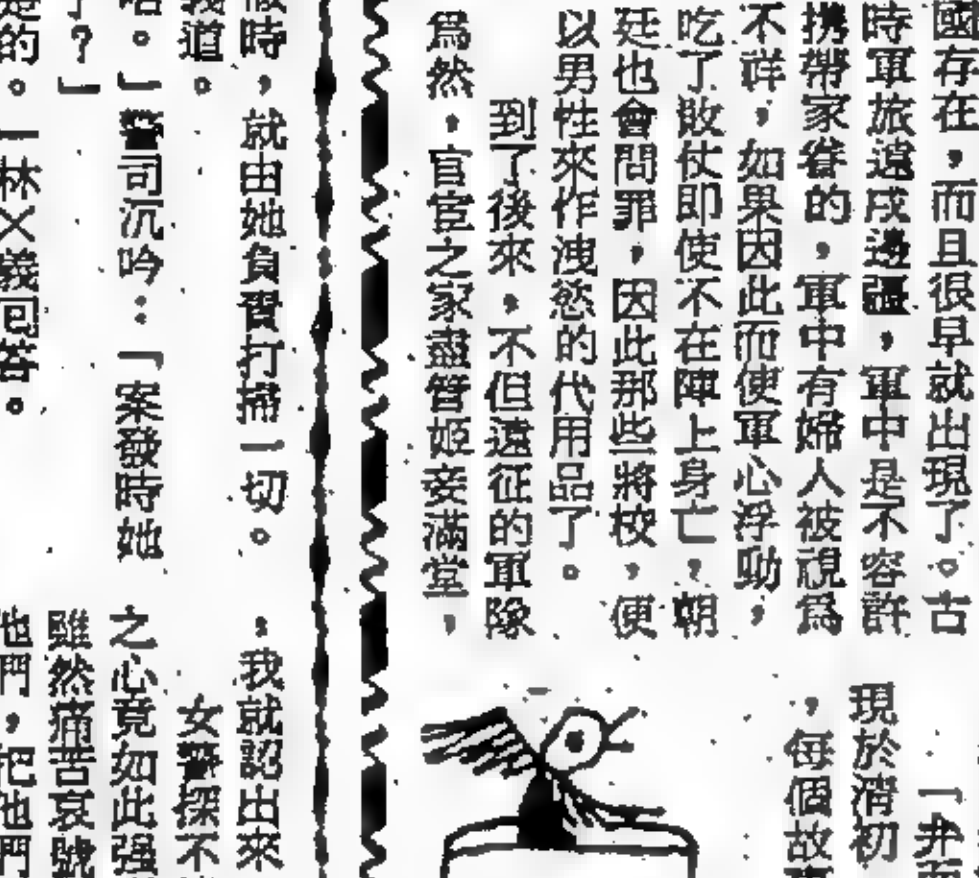 國存在，而且很早就出現了。古
時軍旅遠戍邊疆，軍中是不容許
携帶家眷的，軍中有婦人被視爲
不祥，如果因此而使軍心浮動，
吃了敗仗即使不在陣上身亡，朝
廷也會問罪，因此那些將校，便
以男性來作洩慾的代用品了。
到了後來，不但遠征的軍隊
爲然，官宦之家盡管姬妾滿堂，
「弁而
現於清初
，每個故
時，就由她負責打掃一切。
義道。
。」警司沉吟：「案發時她
？」
的。」林×義回答。
：我就認出來
女警探不
之心竟如此强
雖然痛苦哀號
他們，把他們